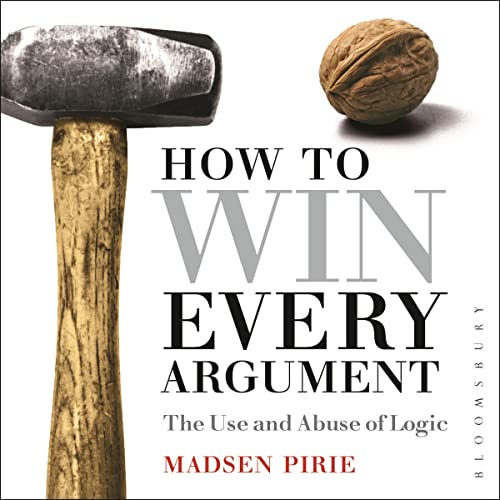 HOW TO
WIN
EVERY
ARGUMENT
The Use and Abuse of Logic
MADSEN PIRIE
BLOOMSBURY